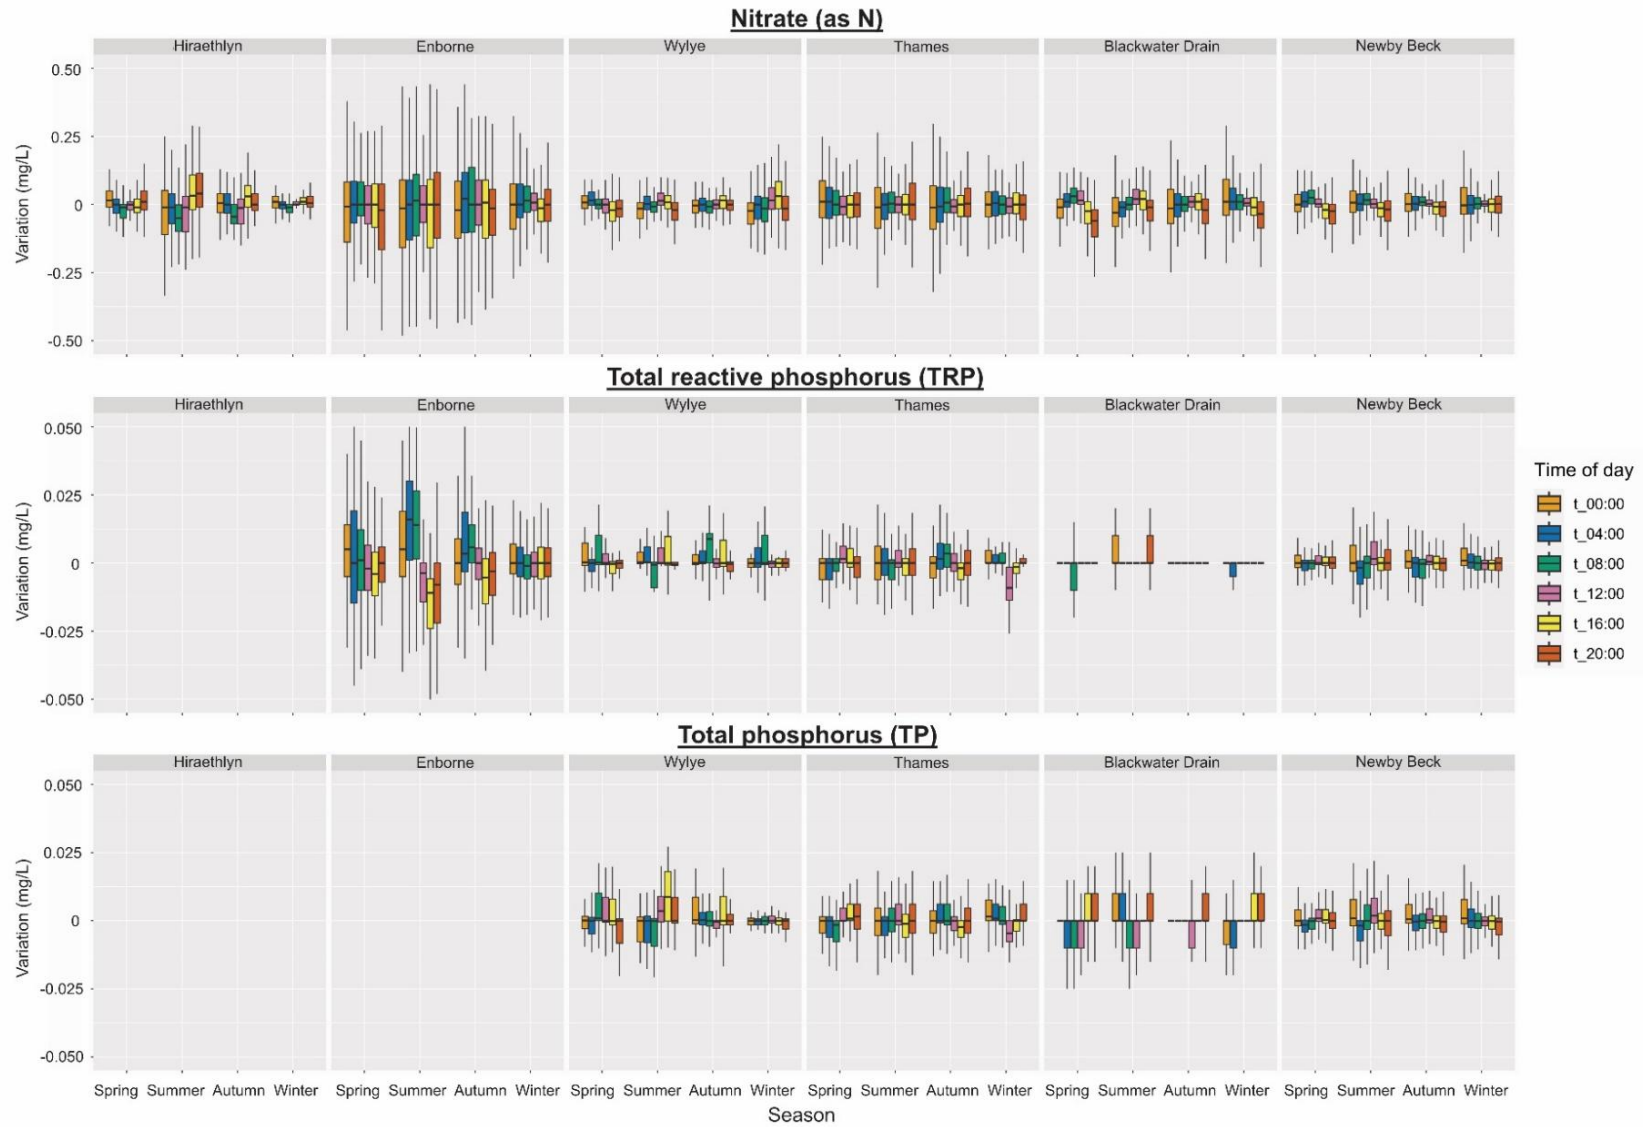 Nitrate (as N)
Hiraethlyn Enborne Wylye Thames Blackwater Drain Newby Beck
0.50
0.25
0
-0.25
-0.50
Variation (mg/L)
Total reactive phosphorus (TRP)
Hiraethlyn Enborne Wylye Thames Blackwater Drain Newby Beck
0.050
0.025
0
-0.025
-0.050
Variation (mg/L)
Time of day
t_00:00
t_04:00
t_08:00
t_12:00
t_16:00
t_20:00
Total phosphorus (TP)
Hiraethlyn Enborne Wylye Thames Blackwater Drain Newby Beck
0.050
0.025
0
-0.025
-0.050
Variation (mg/L)
Spring Summer Autumn Winter Spring Summer Autumn Winter Spring Summer Autumn Winter Spring Summer Autumn Winter Spring Summer Autumn Winter Spring Summer Autumn Winter
Season